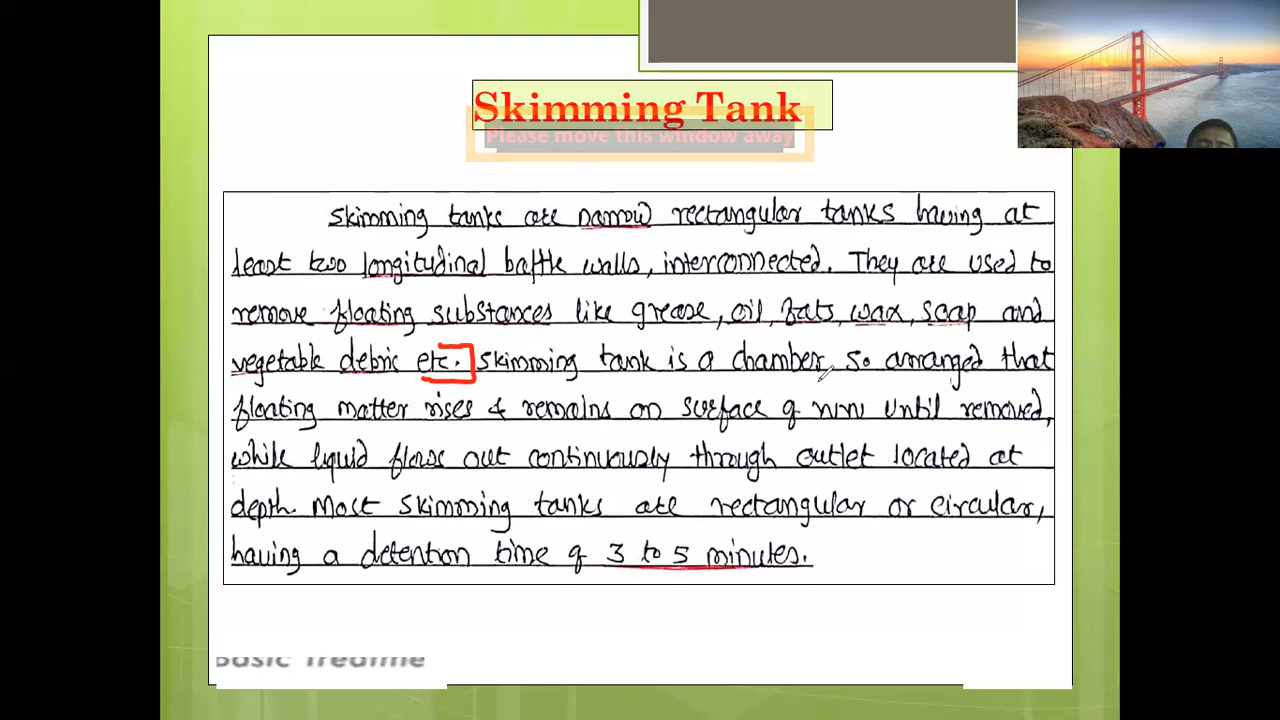 Skimming Tank
Please move this window away
Skimming tanks are narrow rectangular tanks having at
least two longitudinal baffle walls, interconnected. They are used to
remove floating substances like grease, oil, fats, wax, soap and
vegetable debric etc. Skimming tank is a chamber, so arranged that
floating matter rises & remains on surface of until removed,
while liquid flows out continuously through outlet located at
depth. Most skimming tanks are rectangular or circular,
having a detention time of 3 to 5 minutes.
Basic